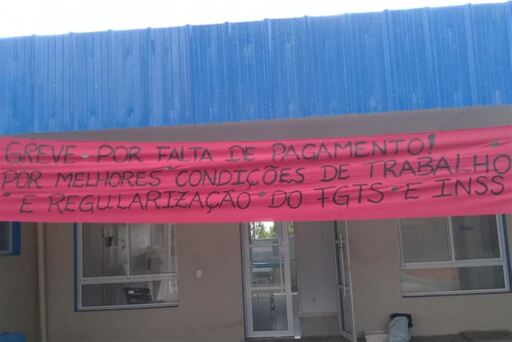 GREVE POR FALTA DE PAGAMENTO!
POR MELHORES CONDIÇÕES DE TRABALHO
E REGULARIZAÇÃO DO FGTS E INSS